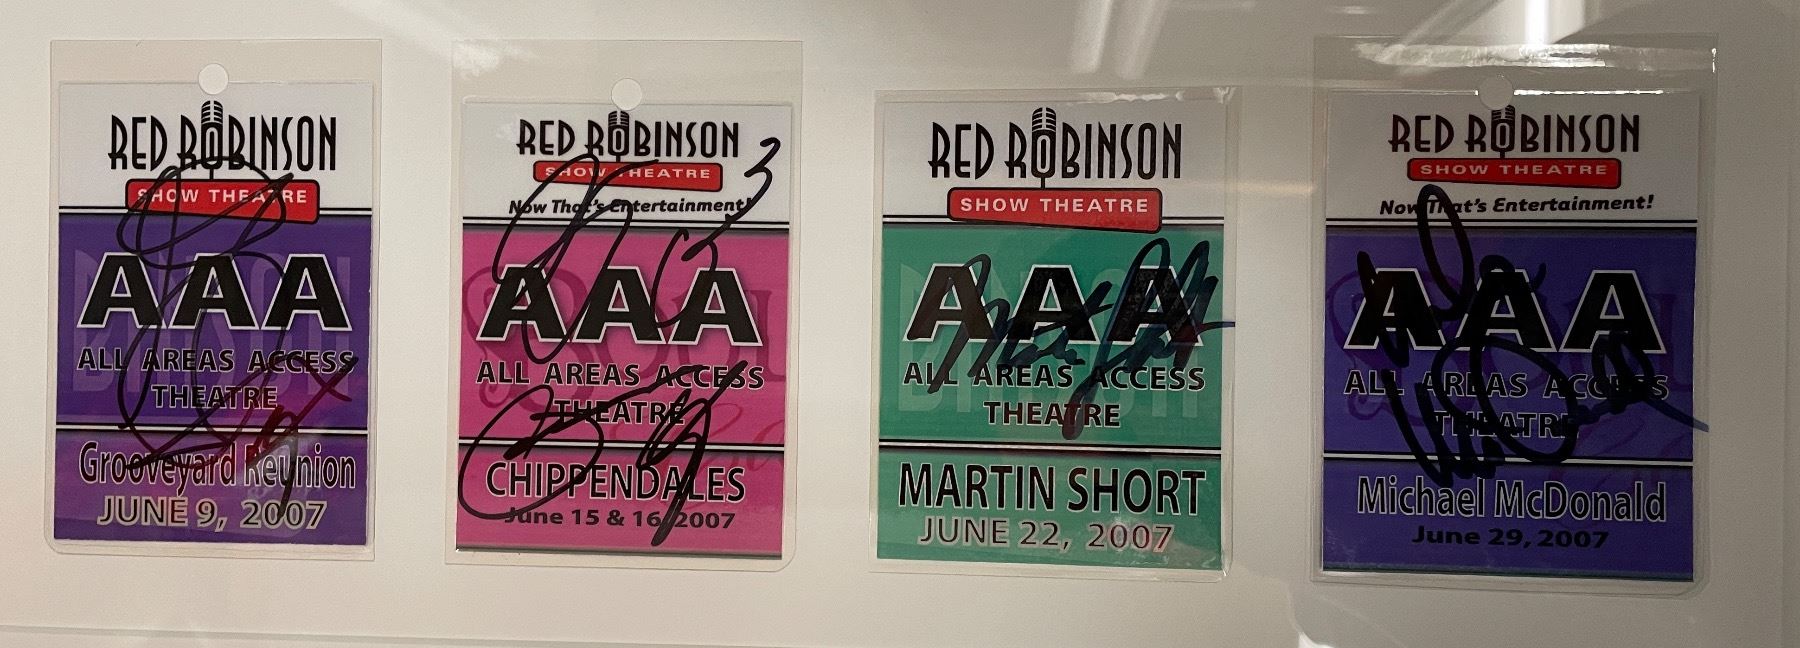 RED ROBINSON
SHOW THEATRE
AAA
ALL AREAS ACCESS
THEATRE
Grooveyard Reunion
JUNE 9, 2007
RED ROBINSON
SHOW THEATRE
Now That's Entertainment!
AAA
ALL AREAS ACCESS
THEATRE
CHIPPENDALES
June 15 & 16, 2007
RED ROBINSON
SHOW THEATRE
AAA
ALL AREAS ACCESS
THEATRE
MARTIN SHORT
JUNE 22, 2007
RED ROBINSON
SHOW THEATRE
Now That's Entertainment!
AAA
ALL AREAS ACCESS
THEATRE
Michael McDonald
June 29, 2007